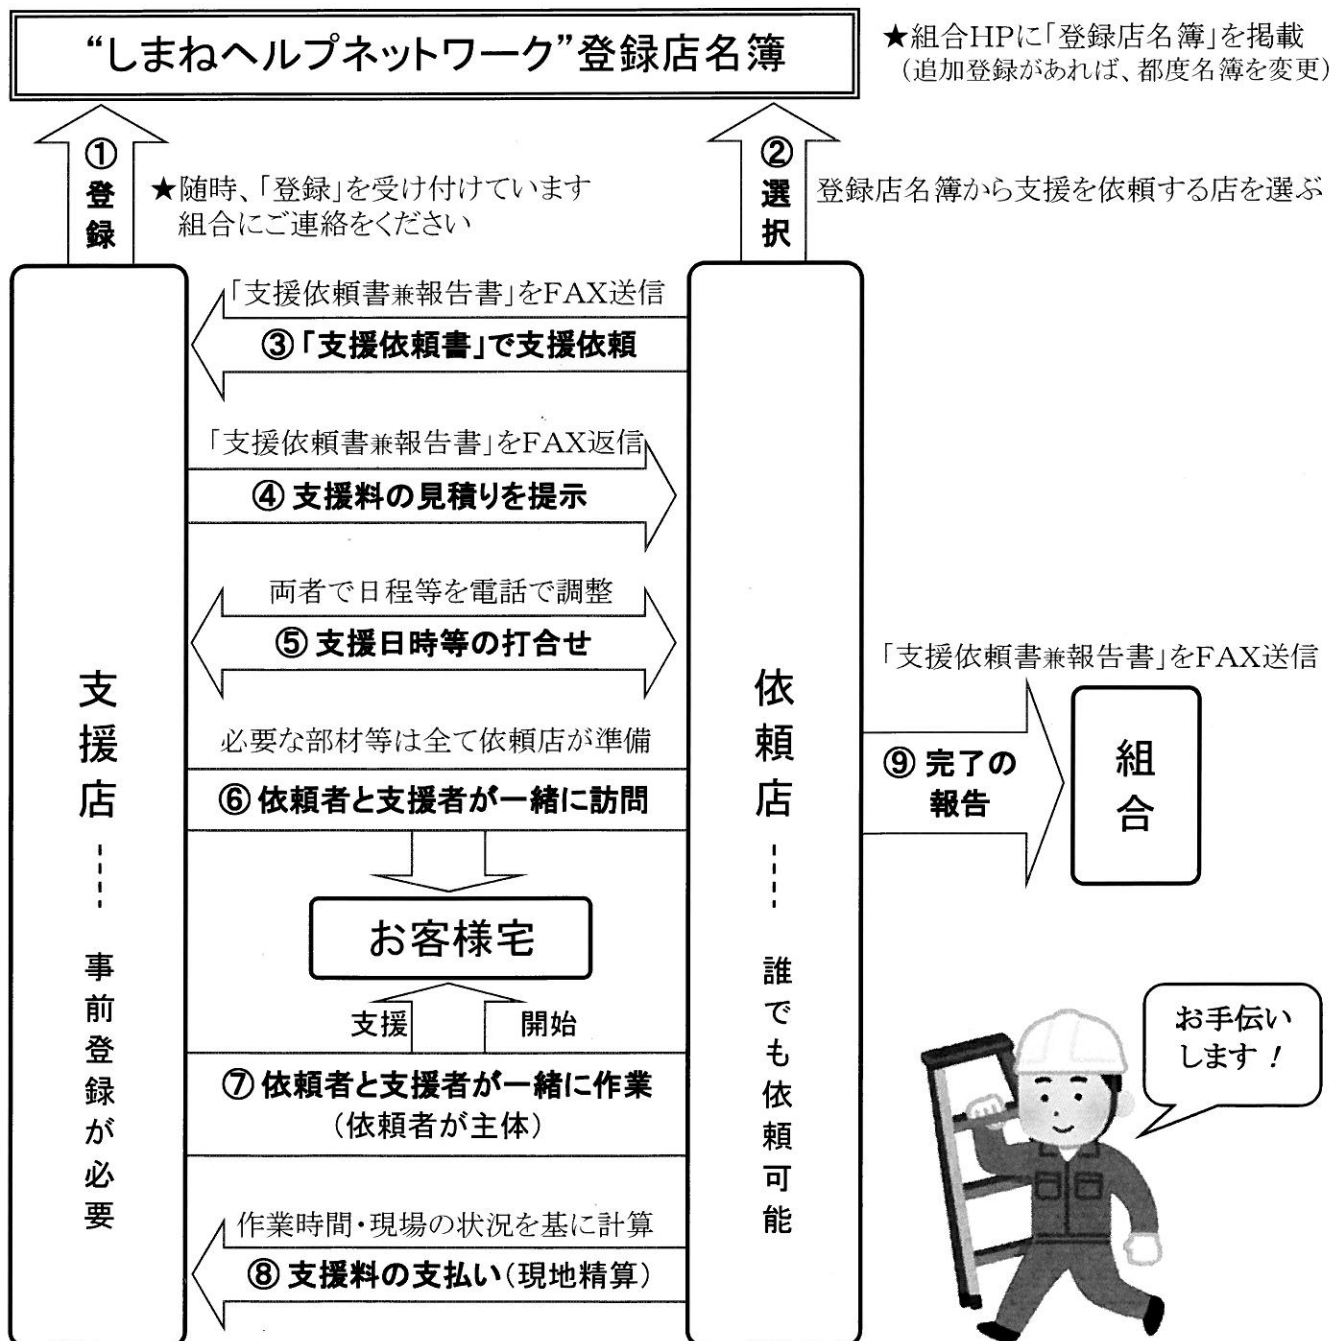 “しまねヘルプネットワーク”登録店名簿
★組合HPに「登録店名簿」を掲載
(追加登録があれば、都度名簿を変更)
①登録
★随時、「登録」を受け付けています
組合にご連絡をください
②選択
登録店名簿から支援を依頼する店を選ぶ
「支援依頼書兼報告書」をFAX送信
③「支援依頼書」で支援依頼
「支援依頼書兼報告書」をFAX返信
④ 支援料の見積りを提示
両者で日程等を電話で調整
⑤ 支援日時等の打合せ
必要な部材等は全て依頼店が準備
⑥ 依頼者と支援者が一緒に訪問
お客様宅
支援 開始
⑦ 依頼者と支援者が一緒に作業
(依頼者が主体)
作業時間・現場の状況を基に計算
⑧ 支援料の支払い(現地精算)
支援店
事前登録が必要
依頼店
誰でも依頼可能
「支援依頼書兼報告書」をFAX送信
⑨ 完了の
報告
組合
お手伝い
します!